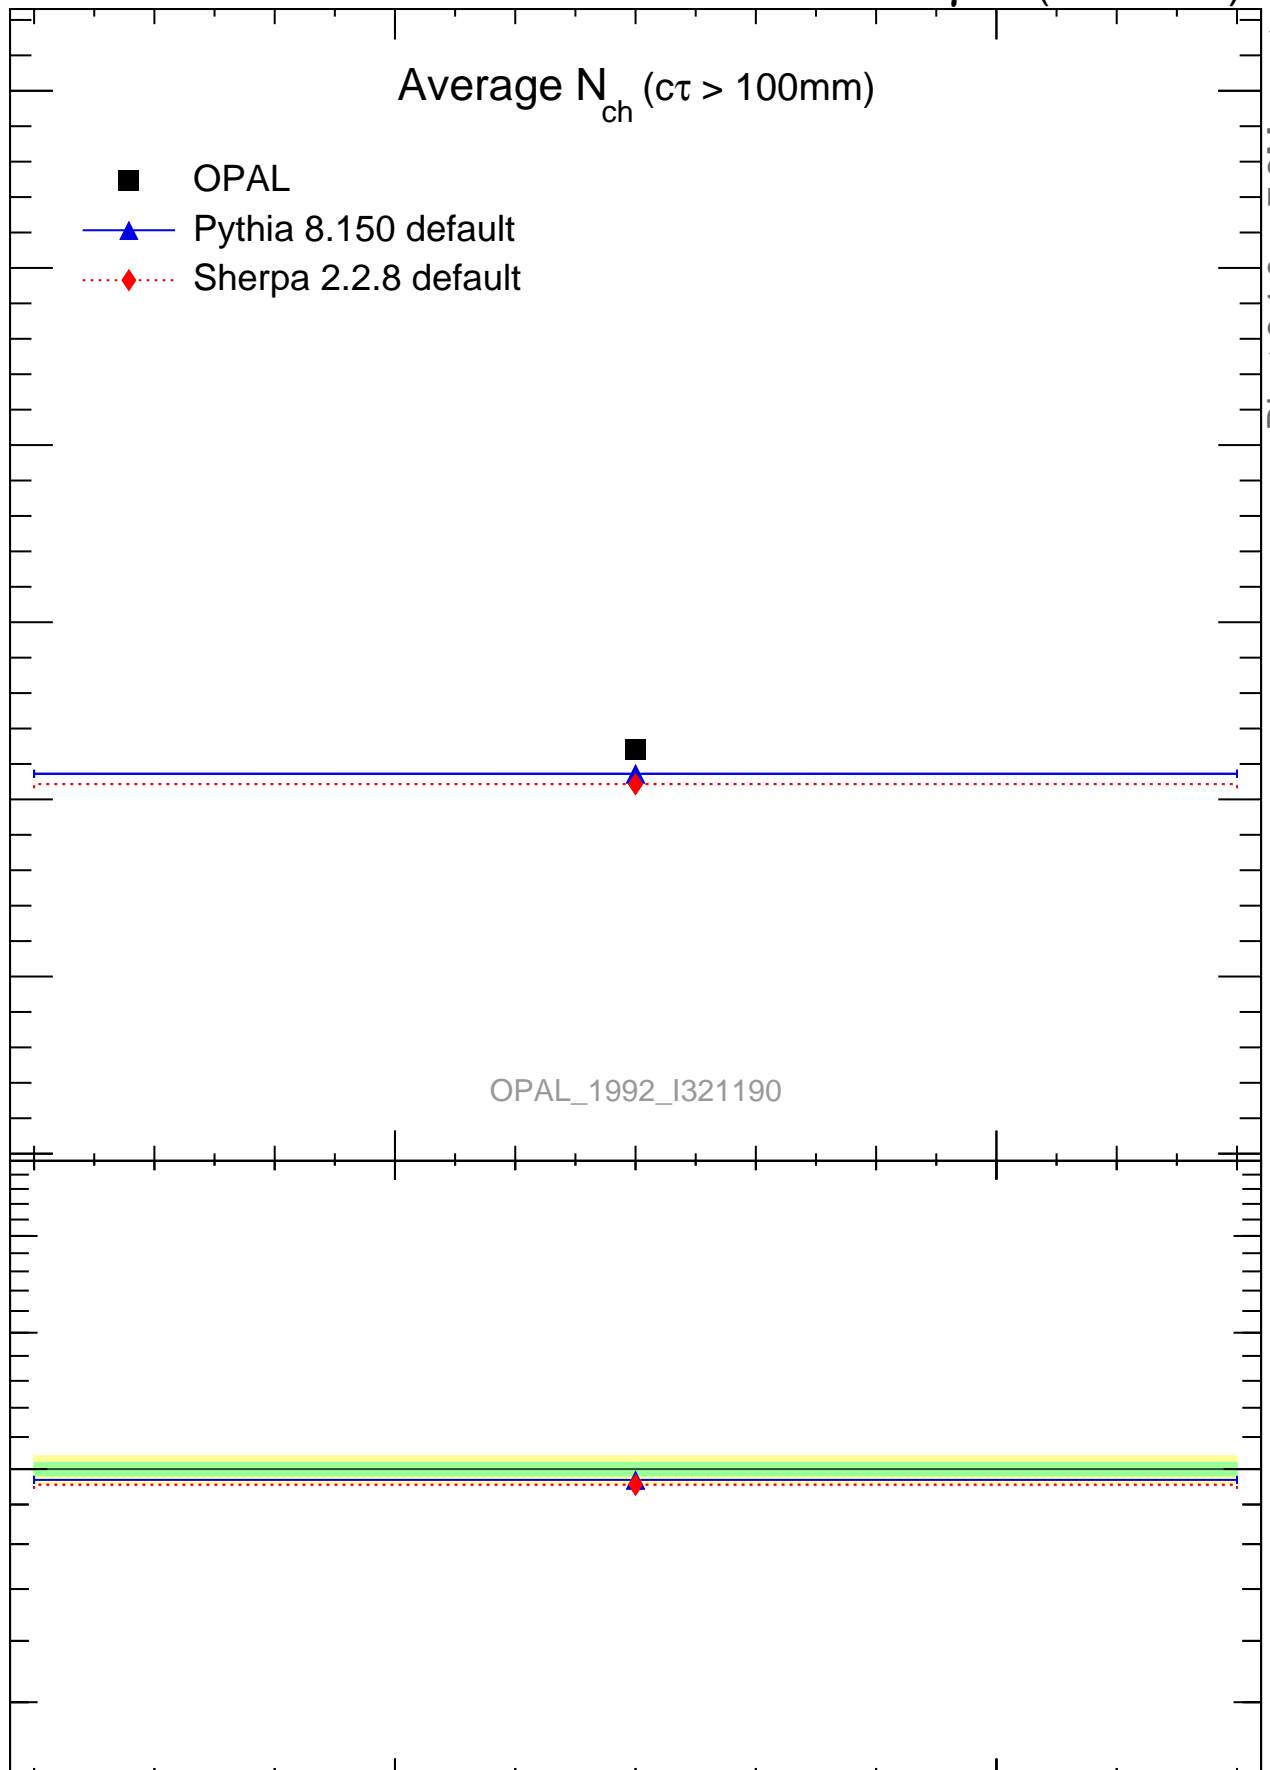 Average N_ch (cτ > 100mm)
OPAL
Pythia 8.150 default
Sherpa 2.2.8 default
OPAL_1992_I321190